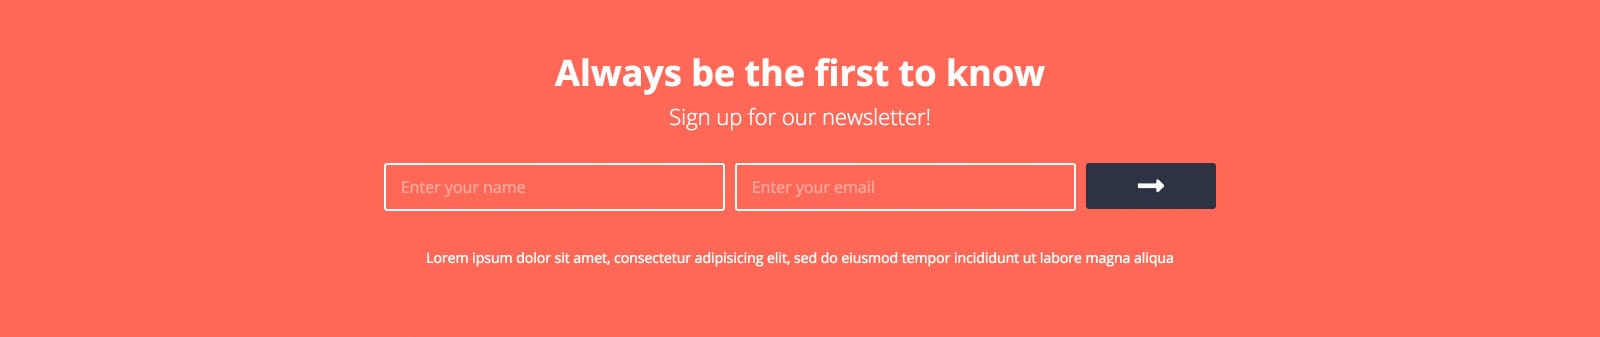 Always be the first to know
Sign up for our newsletter!
Enter your name
Enter your email
Lorem ipsum dolor sit amet, consectetur adipisicing elit, sed do eiusmod tempor incididunt ut labore magna aliqua